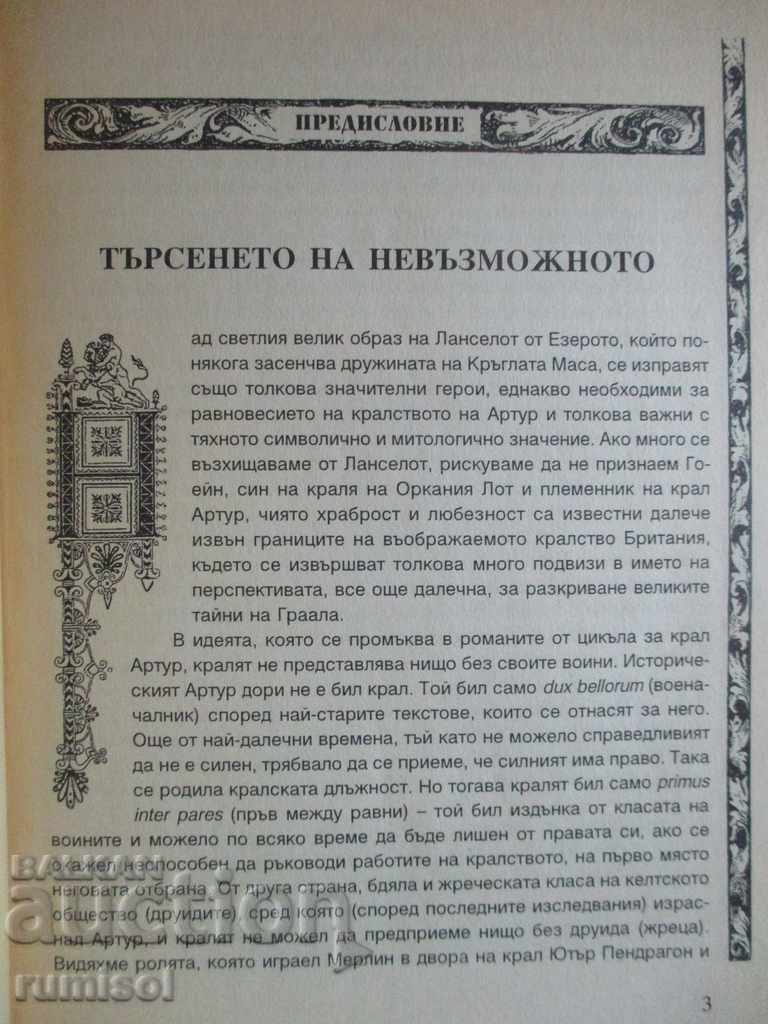 ПРЕДИСЛОВИЕ
ТЪРСЕНЕТО НА НЕВЪЗМОЖНОТО
Над светлия велик образ на Ланселот от Езерото, който по-
някога засенчва дружината на Кръглата Маса, се изправят
също толкова значителни герои, еднакво необходими за
равновесието на кралството на Артур и толкова важни с
тяхното символично и митологично значение. Ако много се
възхищаваме от Ланселот, рискуваме да не признаем Го-
ейн, син на краля на Оркания Лот и племенник на крал
Артур, чиято храброст и любезност са известни далече
извън границите на въображаемото кралство Британия,
където се извършват толкова много подвизи в името на
перспективата, все още далечна, за разкриване великите
тайни на Граала.
В идеята, която се промъква в романите от цикъла за крал
Артур, кралят не представлява нищо без своите воини. Историче-
ският Артур дори не е бил крал. Той бил само dux bellorum (воена-
чалник) според най-старите текстове, които се отнасят за него.
Още от най-далечни времена, тъй като не можело справедливият
да не е силен, трябвало да се приеме, че силният има право. Така
се родила кралската длъжност. Но тогава кралят бил само primus
inter pares (пръв между равни) – той бил издънка от класата на
воините и можело по всяко време да бъде лишен от правата си, ако се
окажел неспособен да ръководи работите на кралството, на първо място
неговата отбрана. От друга страна, бдяла и жреческата класа на келтското
общество (друидите), сред която (според последните изследвания) израс-
нал Артур, и кралят не можел да предприеме нищо без друида (жреца).
Видяхме ролята, която играел Мерлин в двора на крал Ютър Пендрагон и
3
BALKAN
auction
rumisol